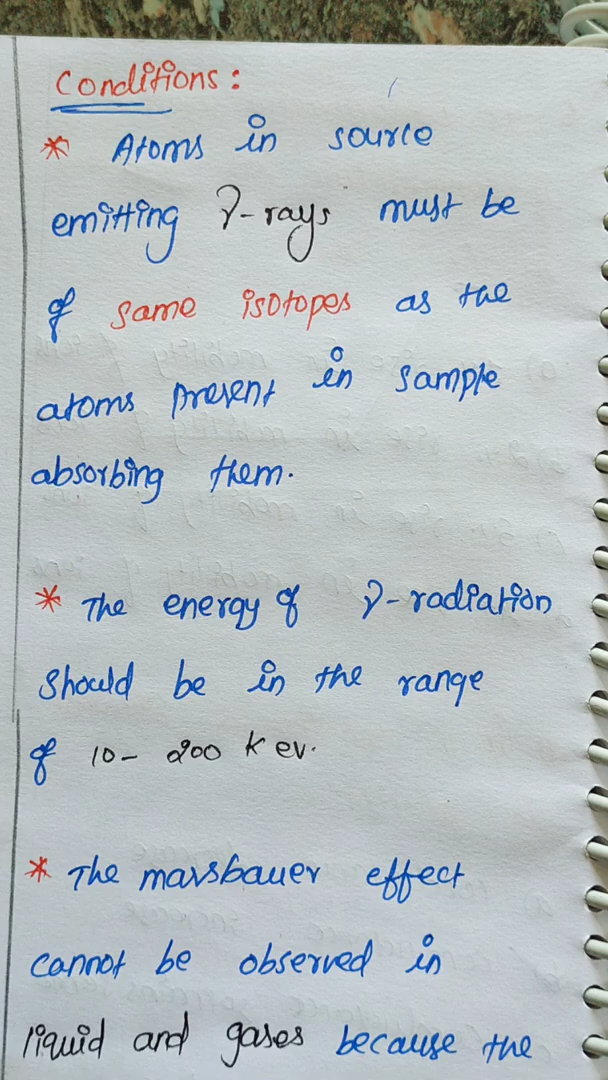 Conditions:
* Atoms in source
emitting γ-rays must be
of same isotopes as the
atoms present in sample
absorbing them.
* The energy of γ-radiation
should be in the range
of 10- 200 kev.
* The mavsbauer effect
cannot be observed in
liquid and gases because the